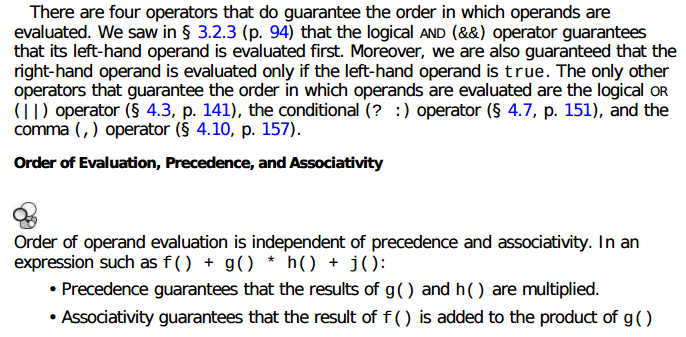 There are four operators that do guarantee the order in which operands are
evaluated. We saw in § 3.2.3 (p. 94) that the logical AND (&&) operator guarantees
that its left-hand operand is evaluated first. Moreover, we are also guaranteed that the
right-hand operand is evaluated only if the left-hand operand is true. The only other
operators that guarantee the order in which operands are evaluated are the logical OR
(||) operator (§ 4.3, p. 141), the conditional (? :) operator (§ 4.7, p. 151), and the
comma (,) operator (§ 4.10, p. 157).
Order of Evaluation, Precedence, and Associativity
Order of operand evaluation is independent of precedence and associativity. In an
expression such as f() + g() * h() + j():
• Precedence guarantees that the results of g() and h() are multiplied.
• Associativity guarantees that the result of f() is added to the product of g()